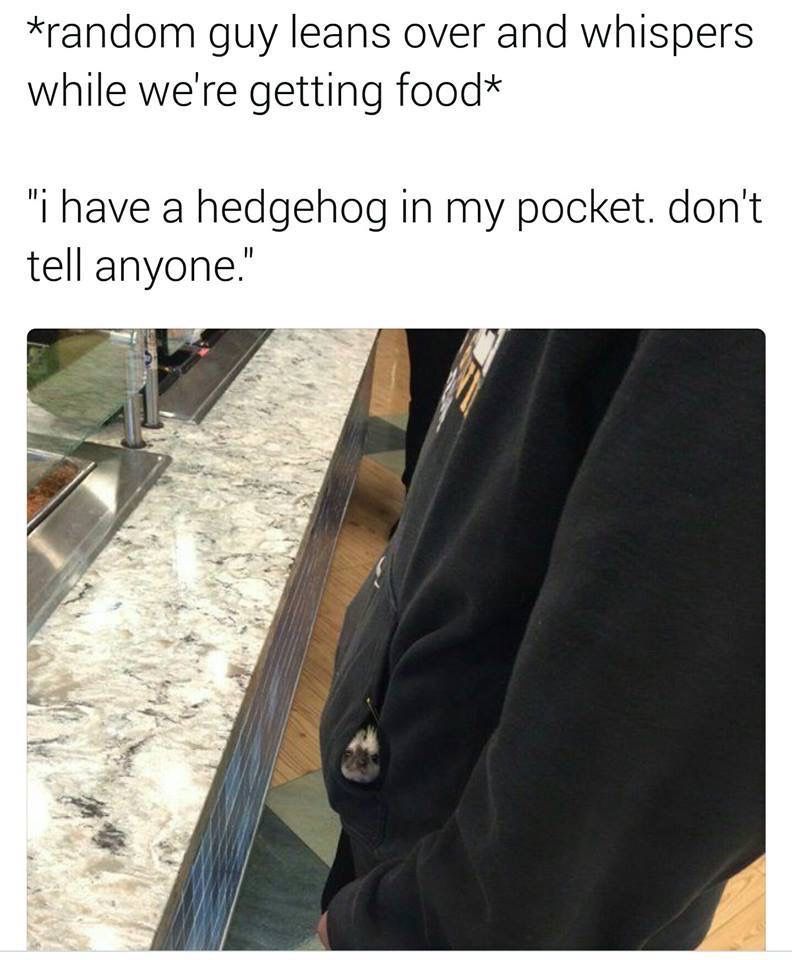 *random guy leans over and whispers
while we're getting food*
"i have a hedgehog in my pocket. don't
tell anyone."